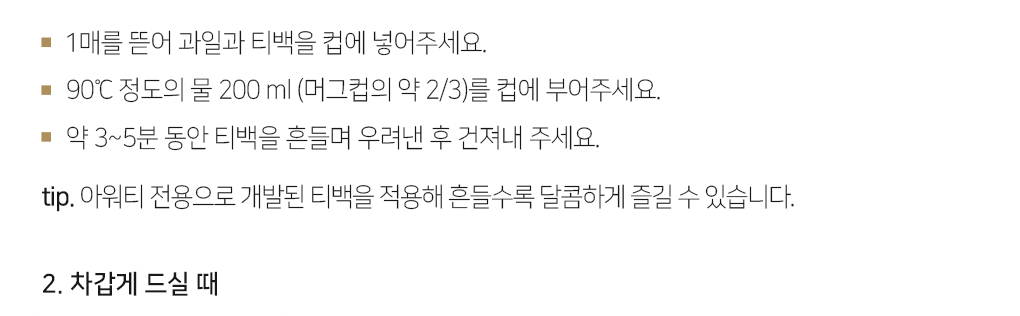 1매를 뜯어 과일과 티백을 컵에 넣어주세요.
90℃ 정도의 물 200 ml (머그컵의 약 2/3)를 컵에 부어주세요.
약 3~5분 동안 티백을 흔들며 우려낸 후 건져내 주세요.
tip. 아워티 전용으로 개발된 티백을 적용해 흔들수록 달콤하게 즐길 수 있습니다.
2. 차갑게 드실 때